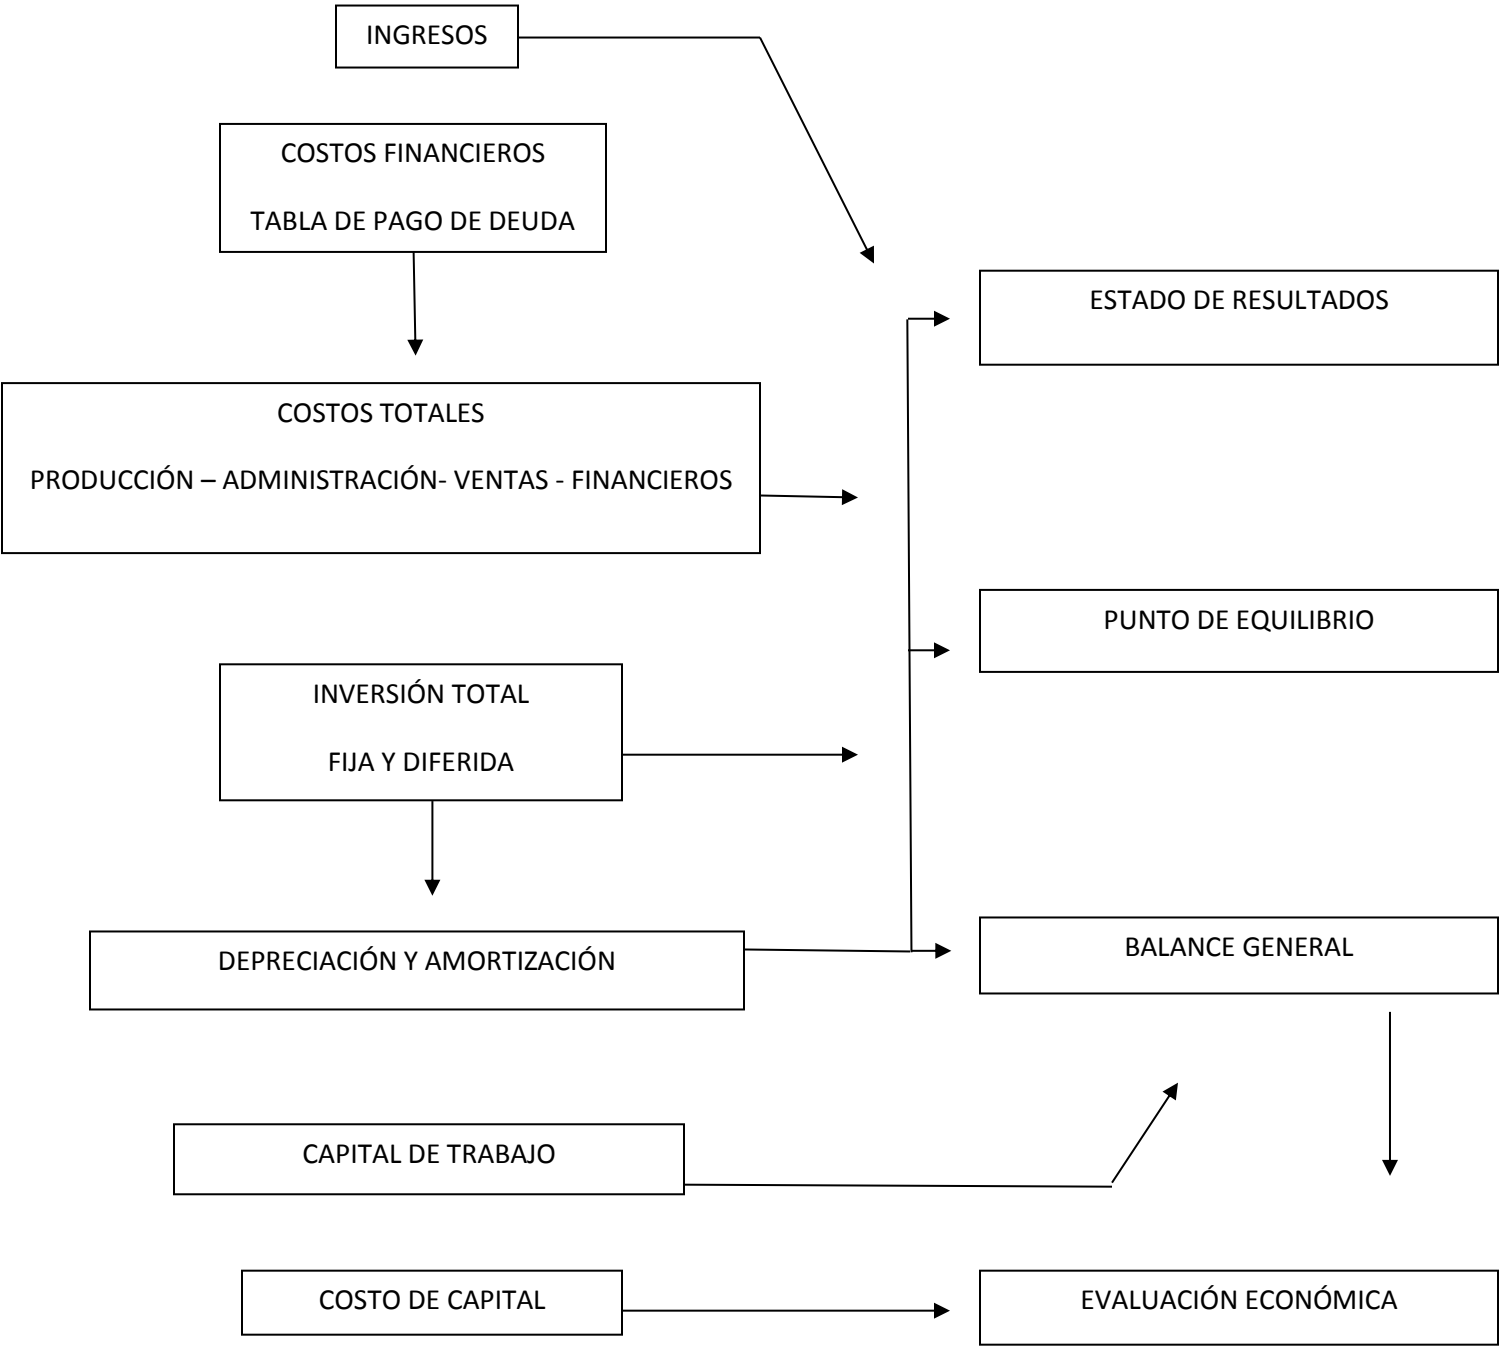 INGRESOS
COSTOS FINANCIEROS
TABLA DE PAGO DE DEUDA
ESTADO DE RESULTADOS
COSTOS TOTALES
PRODUCCIÓN – ADMINISTRACIÓN- VENTAS - FINANCIEROS
PUNTO DE EQUILIBRIO
INVERSIÓN TOTAL
FIJA Y DIFERIDA
DEPRECIACIÓN Y AMORTIZACIÓN
BALANCE GENERAL
CAPITAL DE TRABAJO
COSTO DE CAPITAL
EVALUACIÓN ECONÓMICA